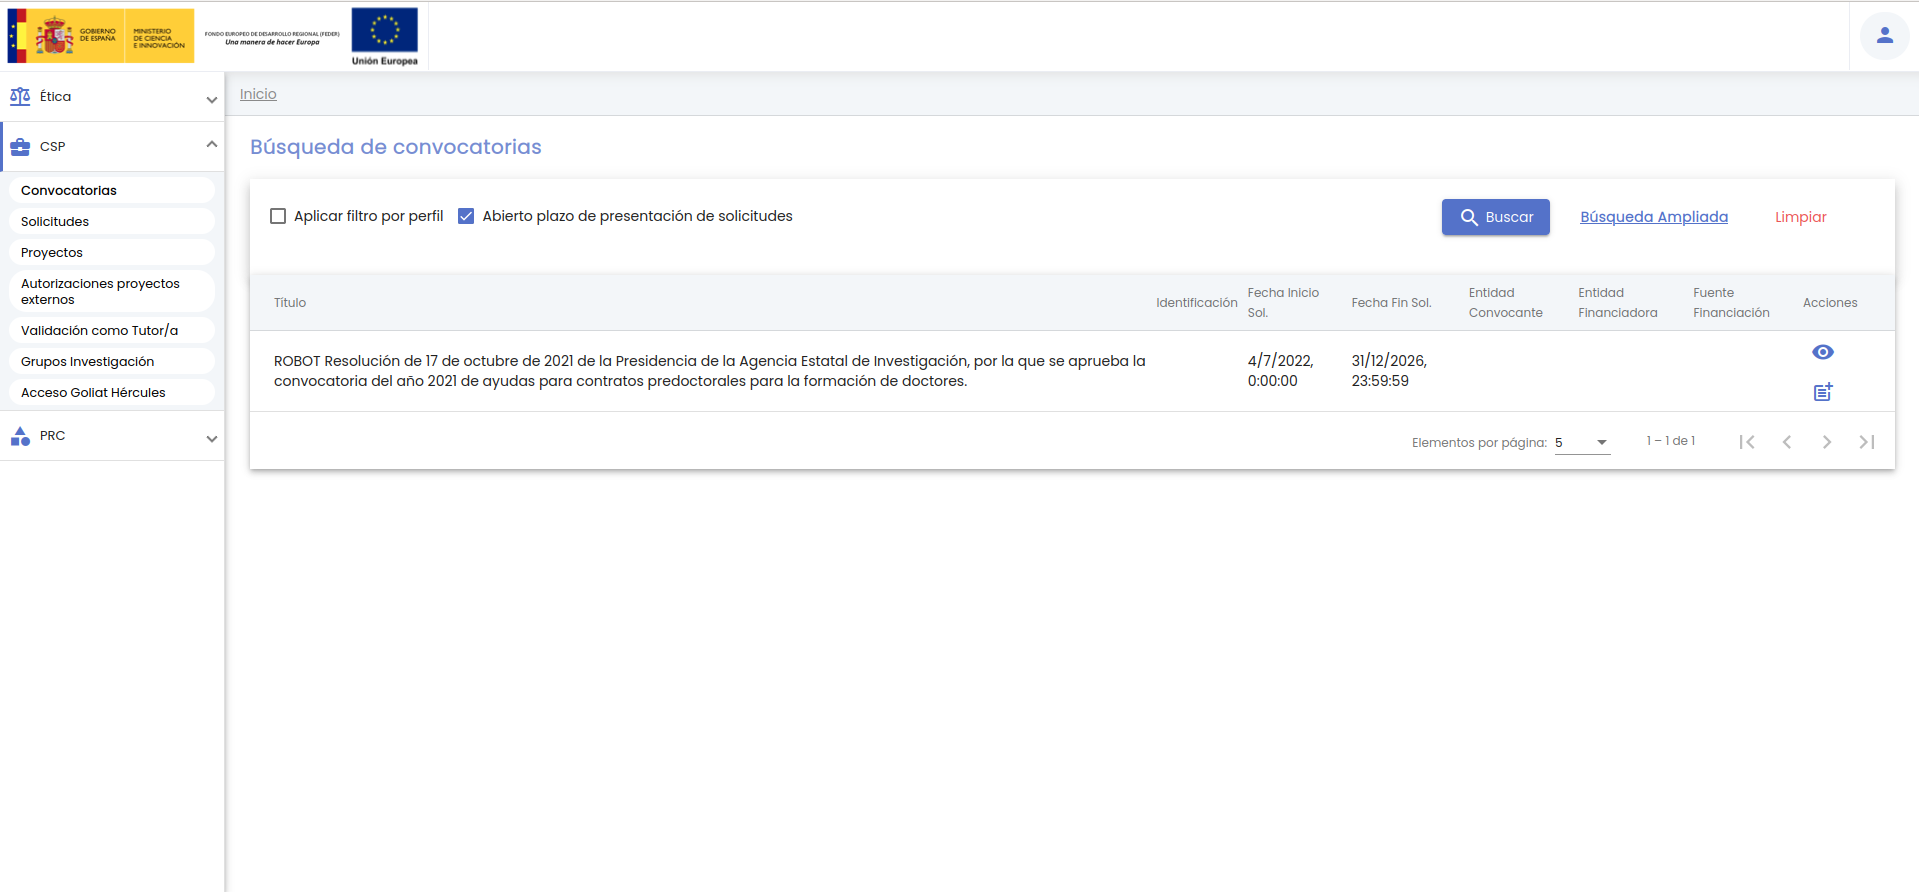 GOBIERNO
DE ESPAÑA
MINISTERIO
DE CIENCIA
E INNOVACIÓN
FONDO EUROPEO DE DESARROLLO REGIONAL (FEDER)
Una manera de hacer Europa
Unión Europea
Ética
CSP
Convocatorias
Solicitudes
Proyectos
Autorizaciones proyectos
externos
Validación como Tutor/a
Grupos Investigación
Acceso Goliat Hércules
PRC
Inicio
Búsqueda de convocatorias
Aplicar filtro por perfil
Abierto plazo de presentación de solicitudes
Buscar
Búsqueda Ampliada
Limpiar
Título
Identificación
Fecha Inicio
Sol.
Fecha Fin Sol.
Entidad
Convocante
Entidad
Financiadora
Fuente
Financiación
Acciones
ROBOT Resolución de 17 de octubre de 2021 de la Presidencia de la Agencia Estatal de Investigación, por la que se aprueba la
convocatoria del año 2021 de ayudas para contratos predoctorales para la formación de doctores.
4/7/2022,
0:00:00
31/12/2026,
23:59:59
Elementos por página: 5
1 – 1 de 1